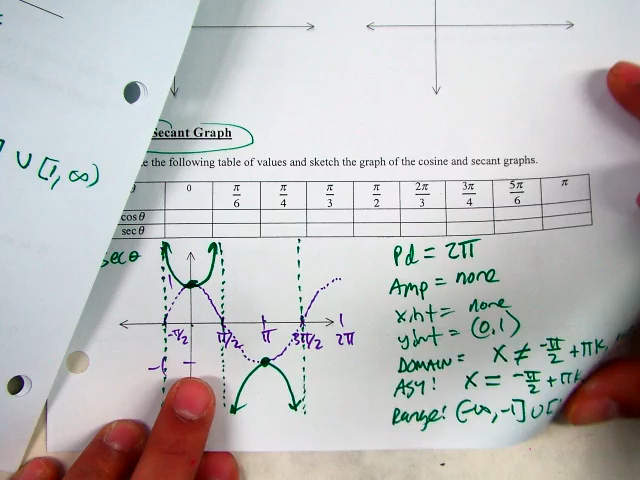 ∪ [1, ∞)
Secant Graph
e the following table of values and sketch the graph of the cosine and secant graphs.
θ 0 π/6 π/4 π/3 π/2 2π/3 3π/4 5π/6 π
cos θ
sec θ
sec θ
1
-π/2 π/2 π 3π/2 2π
-1
Pd = 2π
Amp = none
x int = none
y int = (0,1)
DOMAIN = X ≠ -π/2 + πK,
ASY: X = -π/2 + πK
Range: (-∞, -1] ∪ [